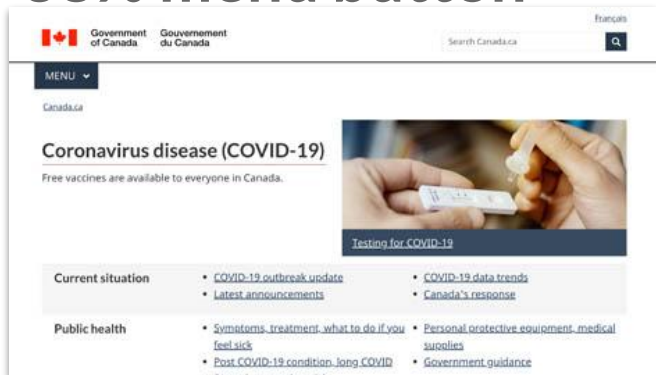 menu button
Français
Government of Canada
Gouvernement du Canada
Search Canada.ca
MENU
Canada.ca
Coronavirus disease (COVID-19)
Free vaccines are available to everyone in Canada.
Testing for COVID-19
Current situation
• COVID-19 outbreak update
• Latest announcements
• COVID-19 data trends
• Canada's response
Public health
• Symptoms, treatment, what to do if you
feel sick
• Post COVID-19 condition, long COVID
• Personal protective equipment, medical
supplies
• Government guidance